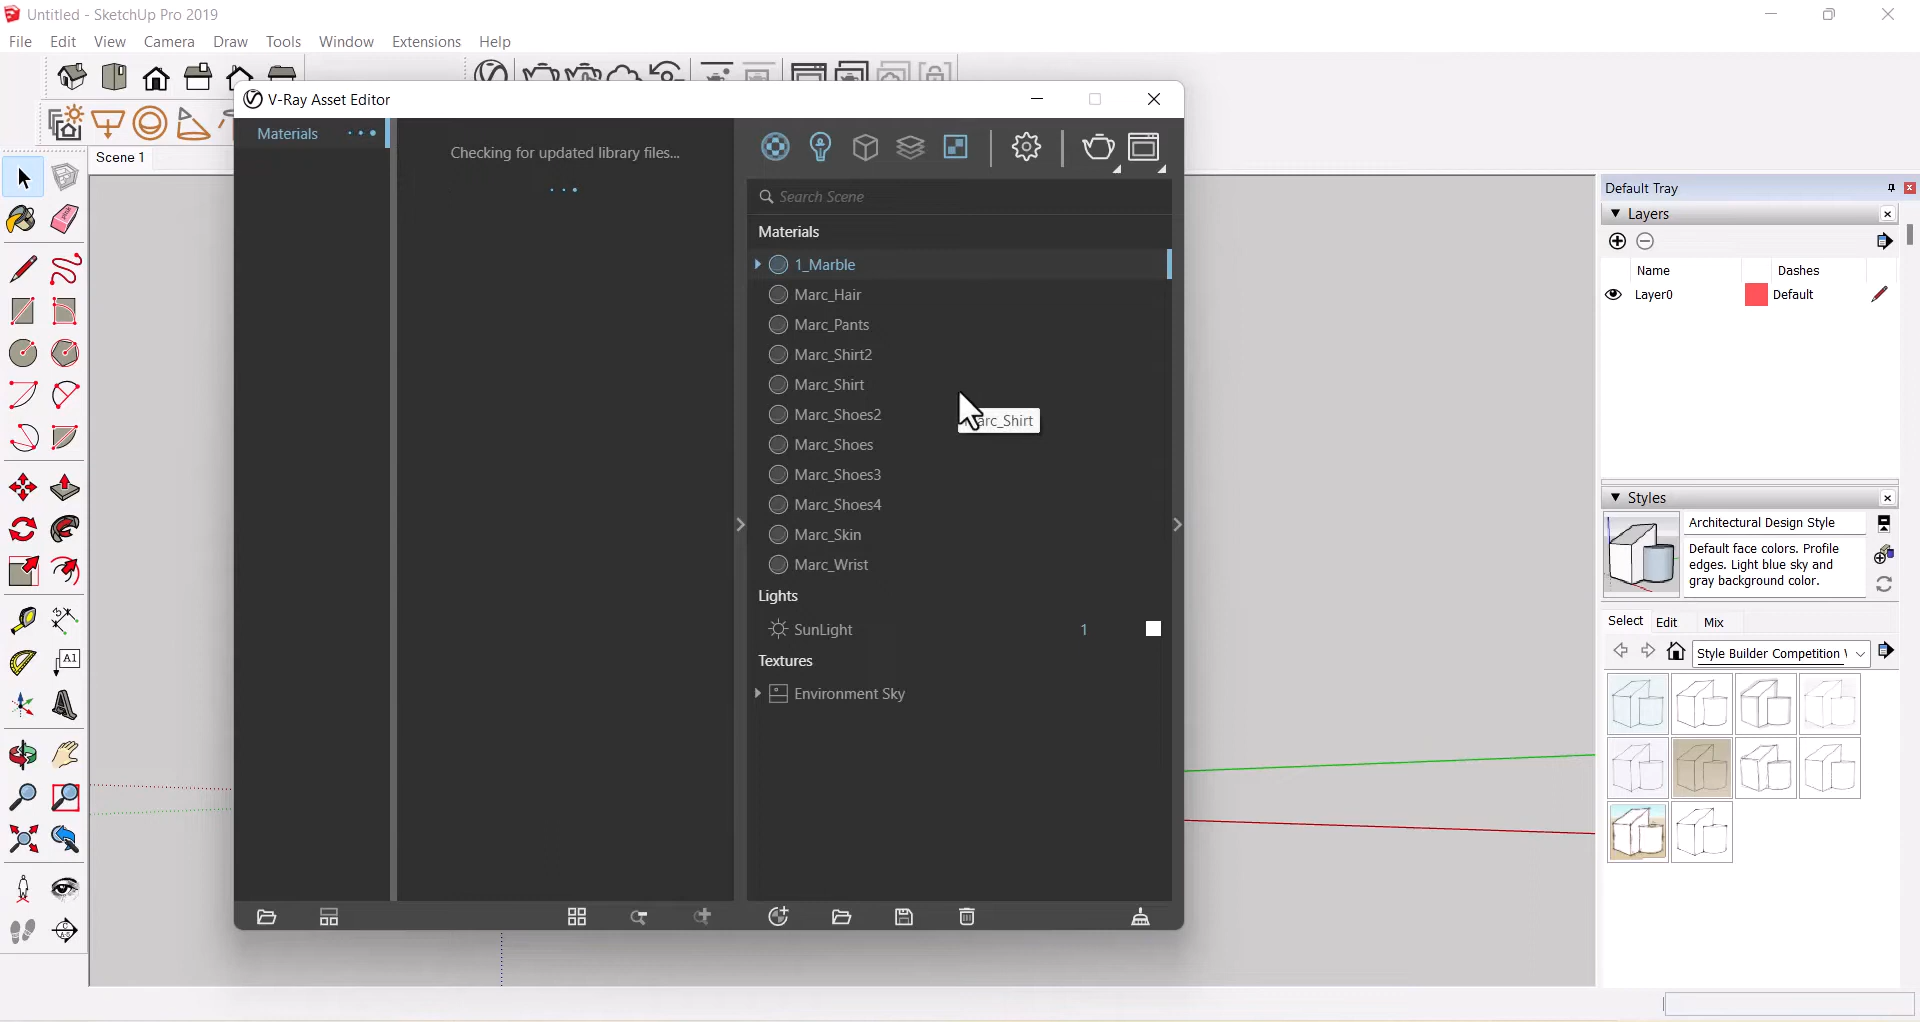 Untitled - SketchUp Pro 2019
File Edit View Camera Draw Tools Window Extensions Help
V-Ray Asset Editor
Scene 1
Materials
Checking for updated library files...
Search Scene
Materials
1_Marble
Marc_Hair
Marc_Pants
Marc_Shirt2
Marc_Shirt
Marc_Shoes2
arc_Shirt
Marc_Shoes
Marc_Shoes3
Marc_Shoes4
Marc_Skin
Marc_Wrist
Lights
SunLight 1
Textures
Environment Sky
A1
Default Tray
Layers
Name Dashes
Layer0 Default
Styles
Architectural Design Style
Default face colors. Profile
edges. Light blue sky and
gray background color.
Select Edit Mix
Style Builder Competition